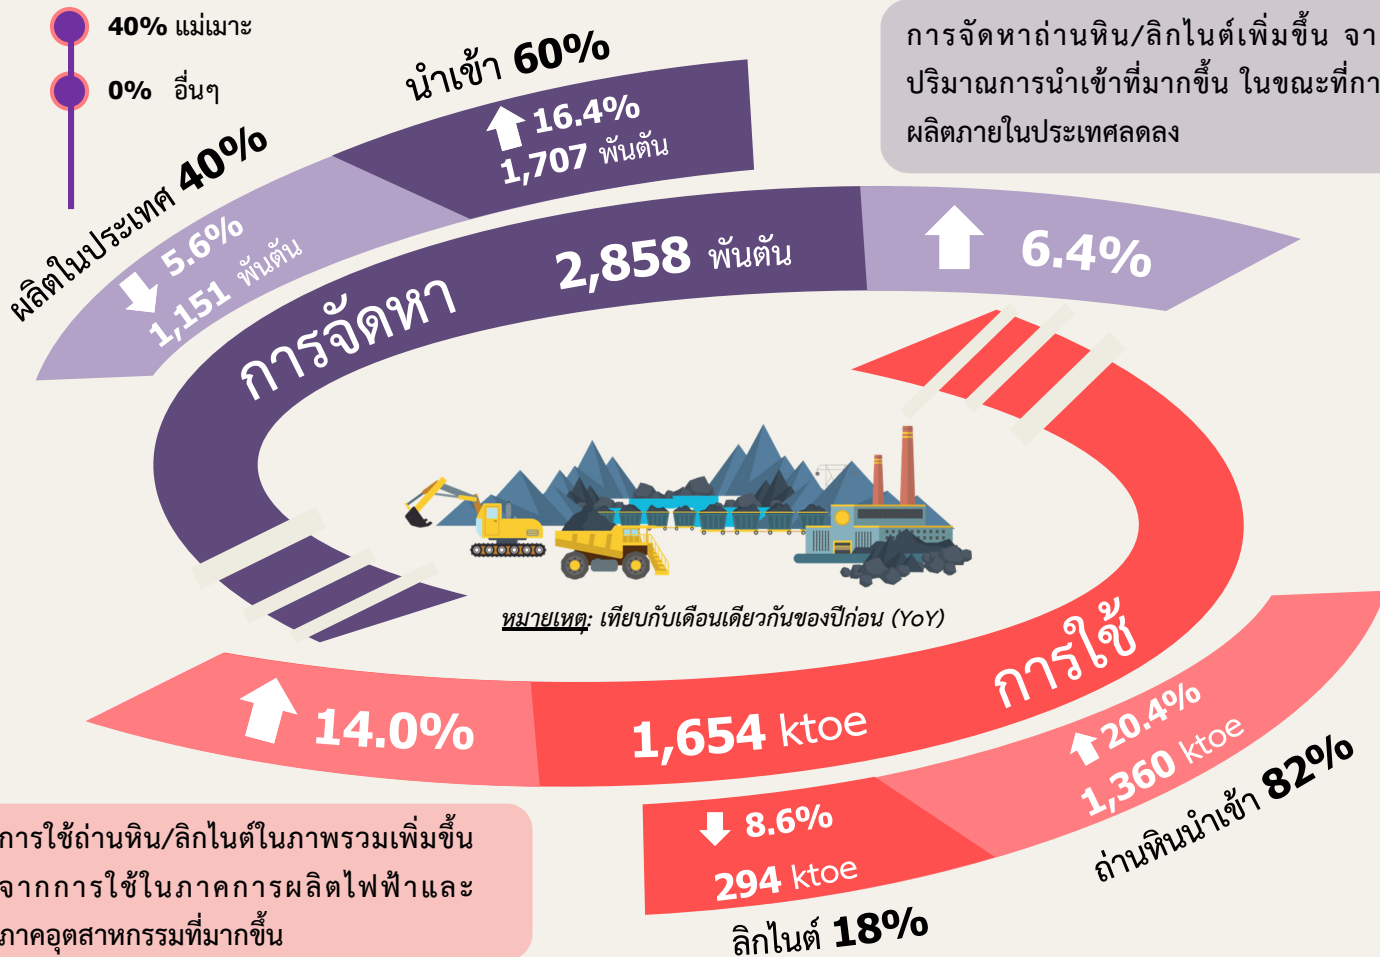 40% แม่เมาะ
0% อื่นๆ
นำเข้า 60%
16.4%
1,707 พันตัน
ผลิตในประเทศ 40%
5.6%
1,151 พันตัน
การจัดหาถ่านหิน/ลิกไนต์เพิ่มขึ้น จา
ปริมาณการนำเข้าที่มากขึ้น ในขณะที่กา
ผลิตภายในประเทศลดลง
การจัดหา 2,858 พันตัน 6.4%
หมายเหตุ: เทียบกับเดือนเดียวกันของปีก่อน (YoY)
14.0% 1,654 ktoe การใช้
20.4%
1,360 ktoe
ถ่านหินนำเข้า 82%
8.6%
294 ktoe
ลิกไนต์ 18%
การใช้ถ่านหิน/ลิกไนต์ในภาพรวมเพิ่มขึ้น
จากการใช้ในภาคการผลิตไฟฟ้าและ
ภาคอุตสาหกรรมที่มากขึ้น